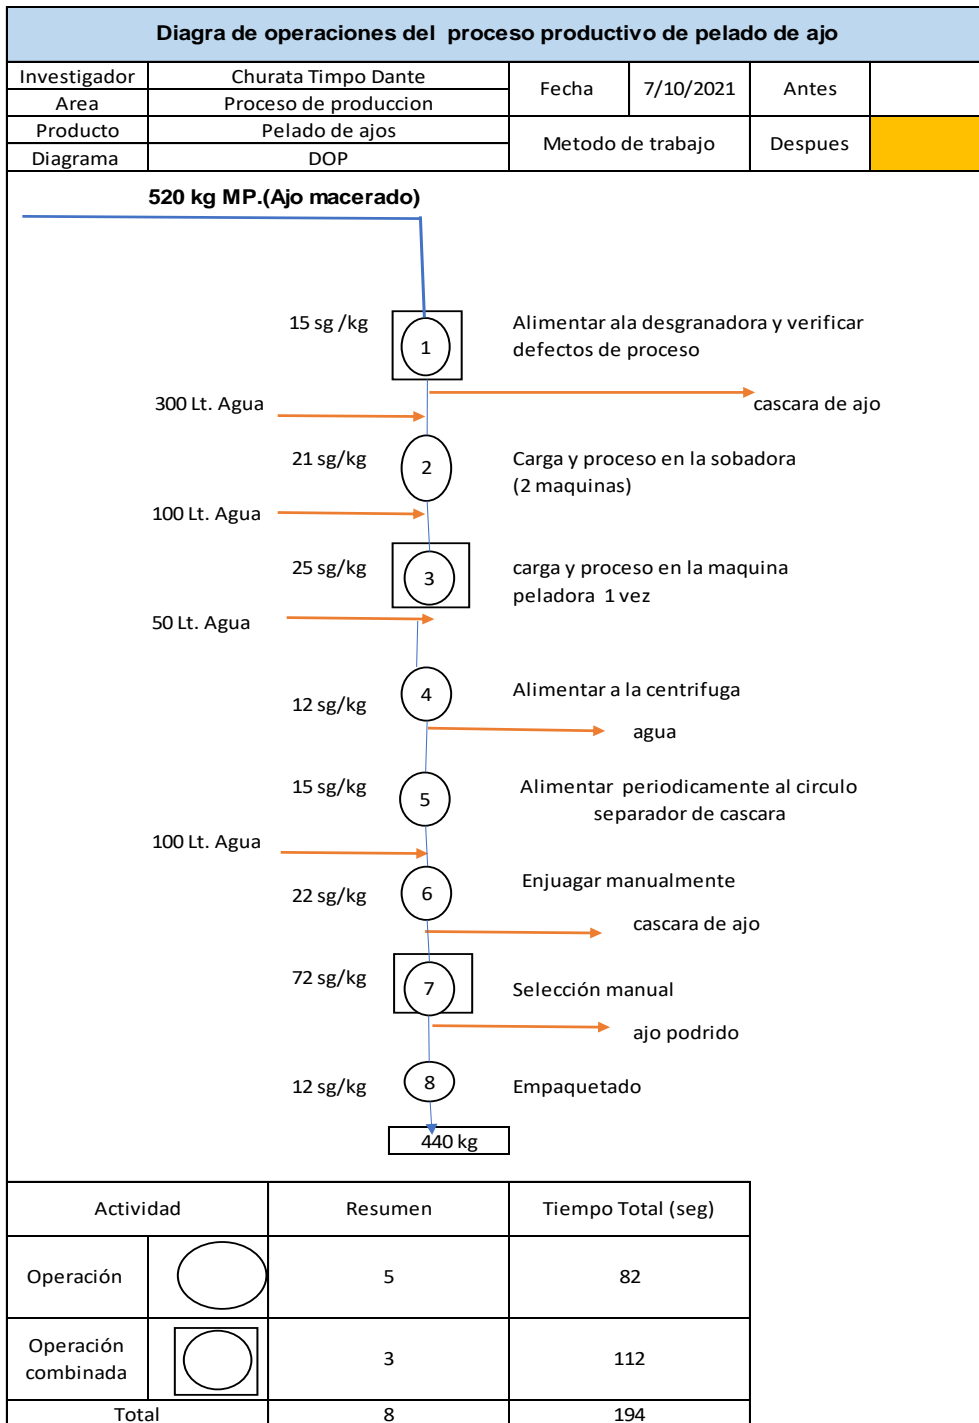 Diagra de operaciones del proceso productivo de pelado de ajo
Investigador Churata Timpo Dante Fecha 7/10/2021 Antes
Area Proceso de produccion
Producto Pelado de ajos Metodo de trabajo Despues
Diagrama DOP
520 kg MP.(Ajo macerado)
15 sg /kg 1 Alimentar ala desgranadora y verificar
defectos de proceso
300 Lt. Agua cascara de ajo
21 sg/kg 2 Carga y proceso en la sobadora
(2 maquinas)
100 Lt. Agua
25 sg/kg 3 carga y proceso en la maquina
peladora 1 vez
50 Lt. Agua
12 sg/kg 4 Alimentar a la centrifuga
agua
15 sg/kg 5 Alimentar periodicamente al circulo
separador de cascara
100 Lt. Agua
22 sg/kg 6 Enjuagar manualmente
cascara de ajo
72 sg/kg 7 Selección manual
ajo podrido
12 sg/kg 8 Empaquetado
440 kg
Actividad Resumen Tiempo Total (seg)
Operación 5 82
Operación
combinada 3 112
Total 8 194